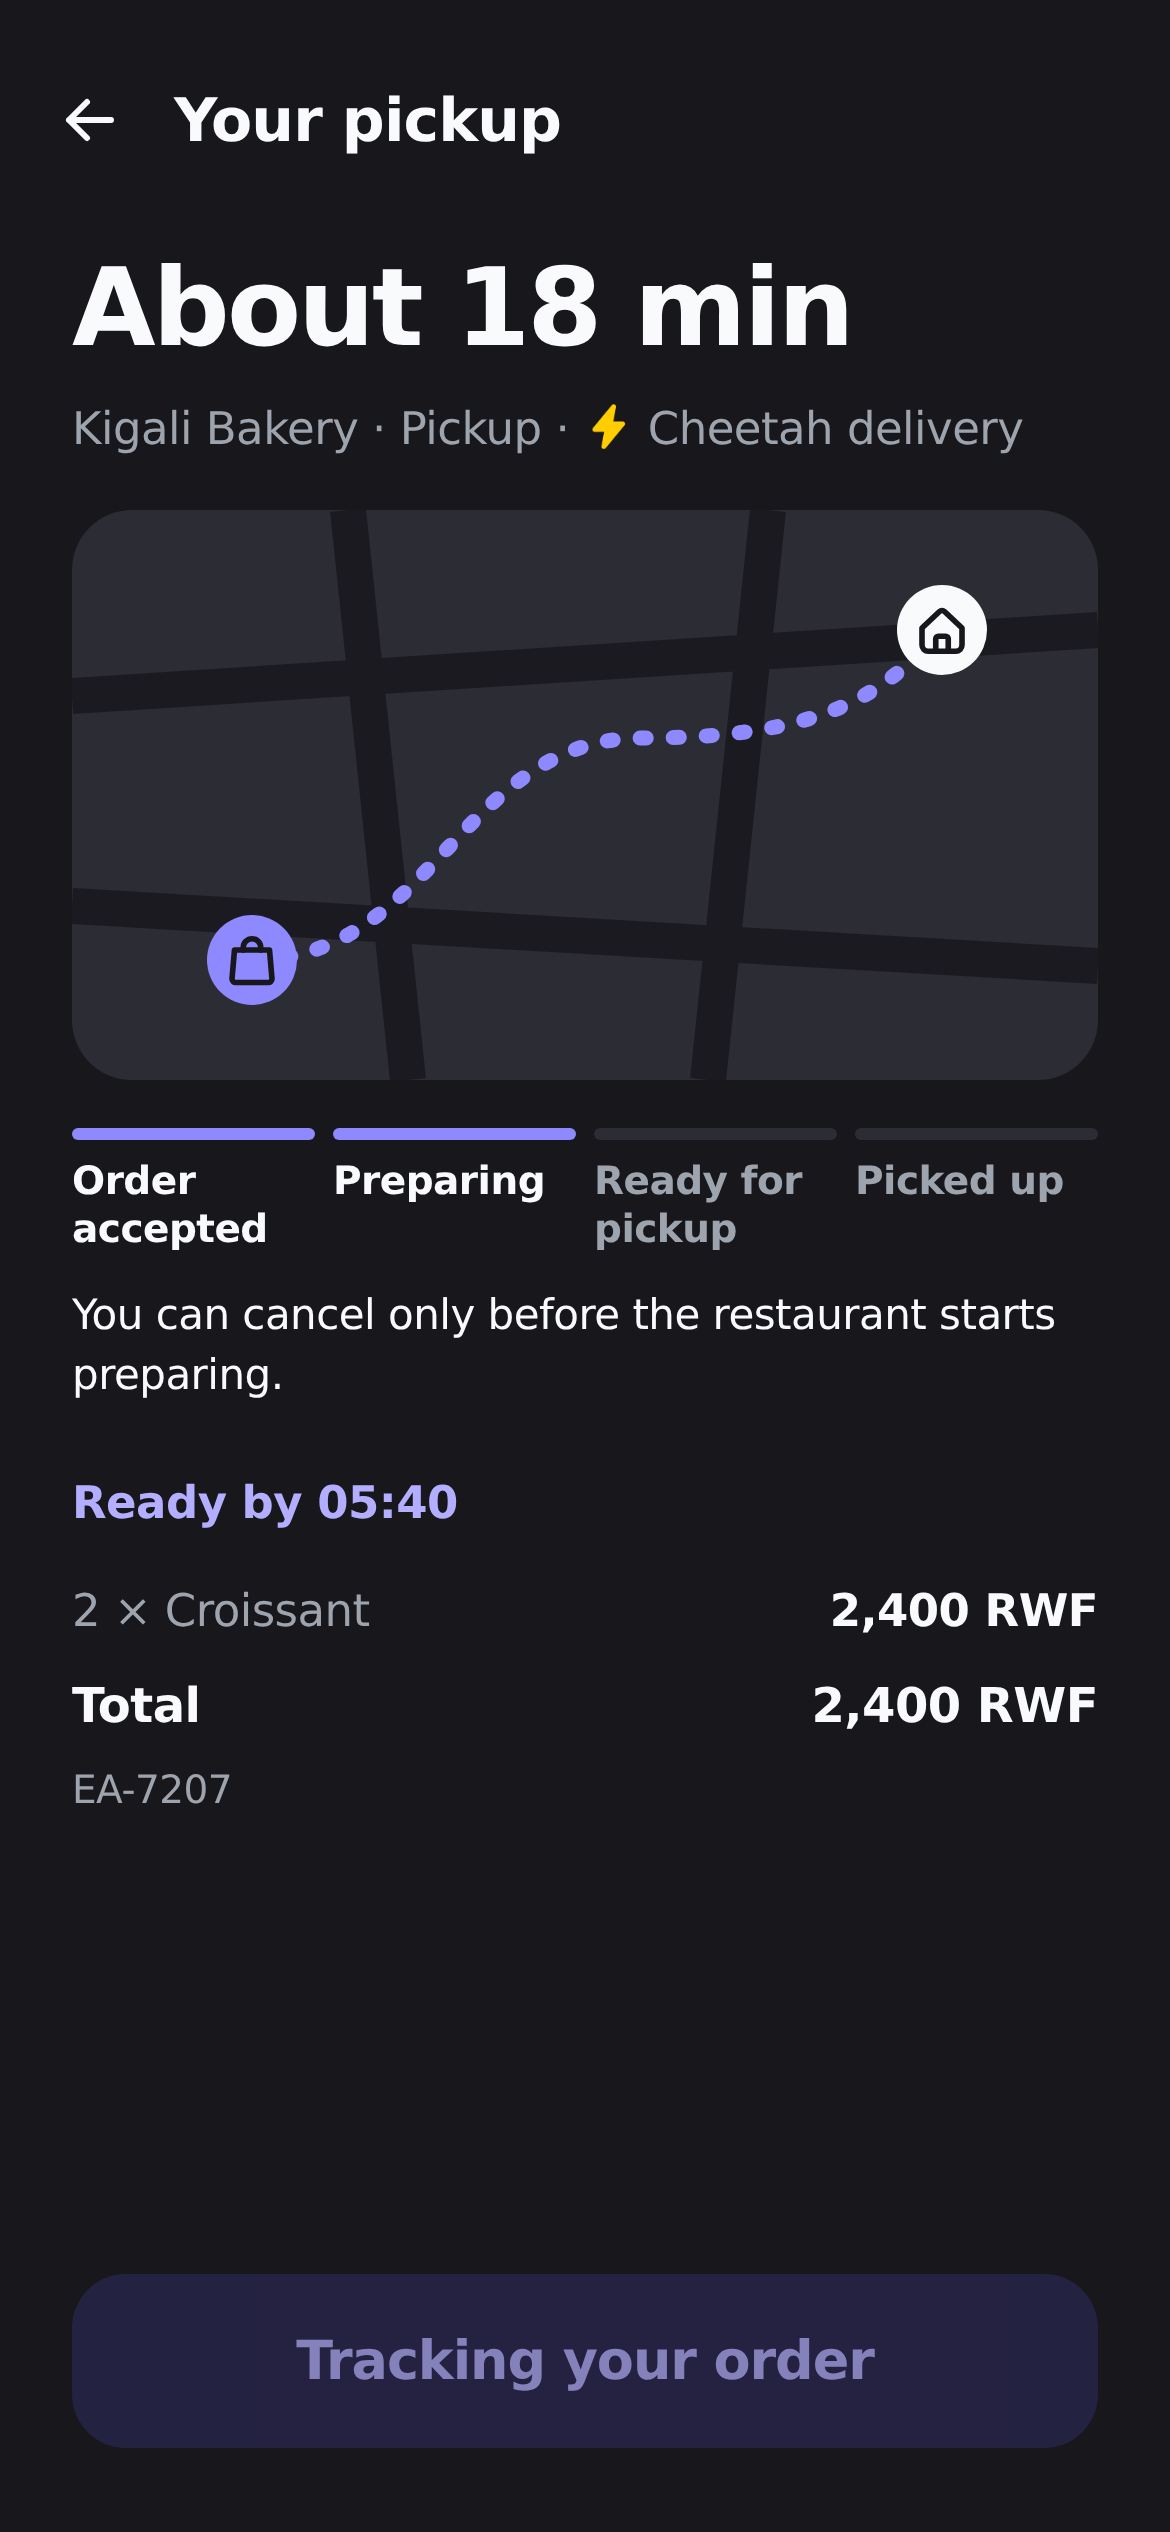 Your pickup
About 18 min
Kigali Bakery · Pickup · ⚡ Cheetah delivery
Order accepted
Preparing
Ready for pickup
Picked up
You can cancel only before the restaurant starts
preparing.
Ready by 05:40
2 × Croissant 2,400 RWF
Total 2,400 RWF
EA-7207
Tracking your order